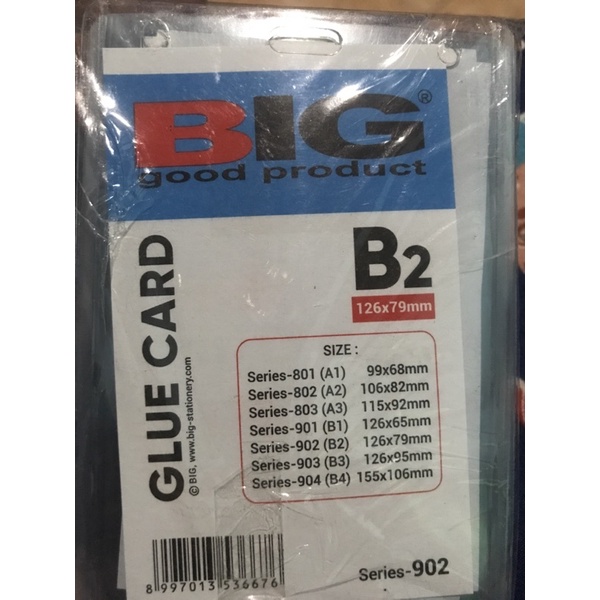 BIG®
good product
GLUE CARD
© BIG, www.big-stationery.com
B2
126x79mm
SIZE :
Series-801 (A1) 99x68mm
Series-802 (A2) 106x82mm
Series-803 (A3) 115x92mm
Series-901 (B1) 126x65mm
Series-902 (B2) 126x79mm
Series-903 (B3) 126x95mm
Series-904 (B4) 155x106mm
8 997013 536676
Series-902